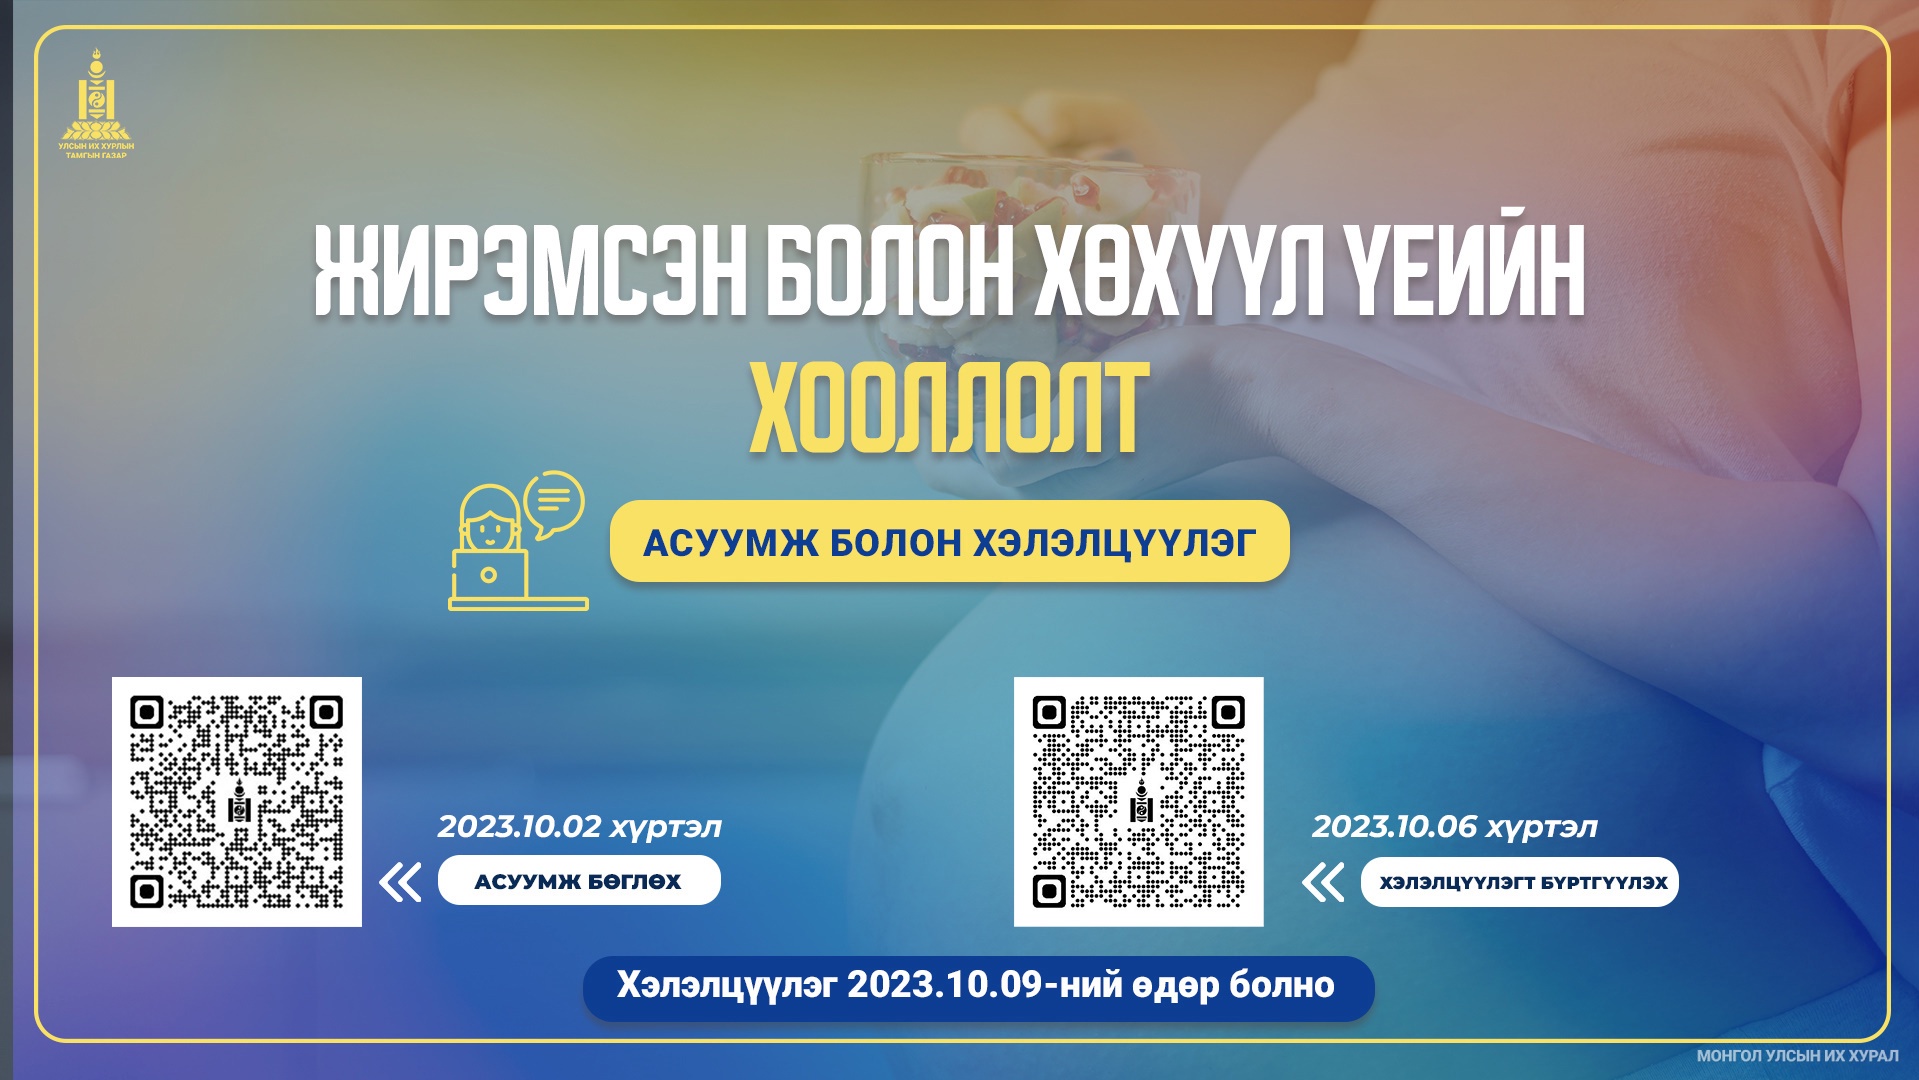 УЛСЫН ИХ ХУРЛЫН
ТАМГЫН ГАЗАР
ЖИРЭМСЭН БОЛОН ХӨХҮҮЛ ҮЕИЙН
ХООЛЛОЛТ
АСУУМЖ БОЛОН ХЭЛЭЛЦҮҮЛЭГ
2023.10.02 хүртэл
АСУУМЖ БӨГЛӨХ
2023.10.06 хүртэл
ХЭЛЭЛЦҮҮЛЭГТ БҮРТГҮҮЛЭХ
Хэлэлцүүлэг 2023.10.09-ний өдөр болно
МОНГОЛ УЛСЫН ИХ ХУРАЛ